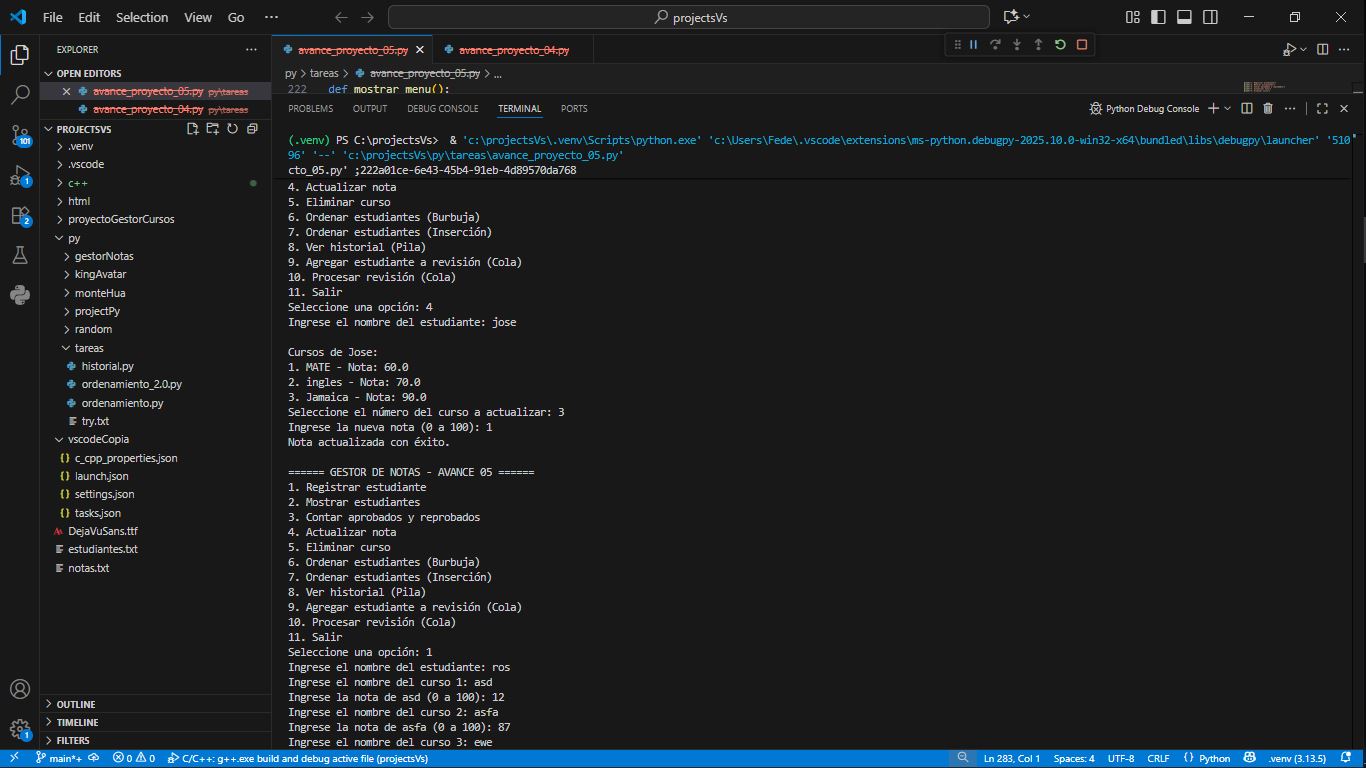 File Edit Selection View Go ··· projectsVs
EXPLORER
OPEN EDITORS
avance_proyecto_05.py py\tareas
avance_proyecto_04.py py\tareas
PROJECTSVS
.venv
.vscode
c++
html
proyectoGestorCursos
py
gestorNotas
kingAvatar
monteHua
projectPy
random
tareas
historial.py
ordenamiento_2.0.py
ordenamiento.py
try.txt
vscodeCopia
c_cpp_properties.json
launch.json
settings.json
tasks.json
DejaVuSans.ttf
estudiantes.txt
notas.txt
OUTLINE
TIMELINE
FILTERS
101
1
2
1
avance_proyecto_05.py avance_proyecto_04.py
py > tareas > avance_proyecto_05.py > ...
222 def mostrar_menu():
PROBLEMS OUTPUT DEBUG CONSOLE TERMINAL PORTS
Python Debug Console
(.venv) PS C:\projectsVs>  & 'c:\projectsVs\.venv\Scripts\python.exe' 'c:\Users\Fede\.vscode\extensions\ms-python.debugpy-2025.10.0-win32-x64\bundled\libs\debugpy\launcher' '510
96' '--' 'c:\projectsVs\py\tareas\avance_proyecto_05.py'
cto_05.py' ;222a01ce-6e43-45b4-91eb-4d89570da768
4. Actualizar nota
5. Eliminar curso
6. Ordenar estudiantes (Burbuja)
7. Ordenar estudiantes (Inserción)
8. Ver historial (Pila)
9. Agregar estudiante a revisión (Cola)
10. Procesar revisión (Cola)
11. Salir
Seleccione una opción: 4
Ingrese el nombre del estudiante: jose
Cursos de Jose:
1. MATE - Nota: 60.0
2. ingles - Nota: 70.0
3. Jamaica - Nota: 90.0
Seleccione el número del curso a actualizar: 3
Ingrese la nueva nota (0 a 100): 1
Nota actualizada con éxito.
====== GESTOR DE NOTAS - AVANCE 05 ======
1. Registrar estudiante
2. Mostrar estudiantes
3. Contar aprobados y reprobados
4. Actualizar nota
5. Eliminar curso
6. Ordenar estudiantes (Burbuja)
7. Ordenar estudiantes (Inserción)
8. Ver historial (Pila)
9. Agregar estudiante a revisión (Cola)
10. Procesar revisión (Cola)
11. Salir
Seleccione una opción: 1
Ingrese el nombre del estudiante: ros
Ingrese el nombre del curso 1: asd
Ingrese la nota de asd (0 a 100): 12
Ingrese el nombre del curso 2: asfa
Ingrese la nota de asfa (0 a 100): 87
Ingrese el nombre del curso 3: ewe
main*+ 0 0 C/C++: g++.exe build and debug active file (projectsVs) Ln 283, Col 1 Spaces: 4 UTF-8 CRLF {} Python .venv (3.13.5)